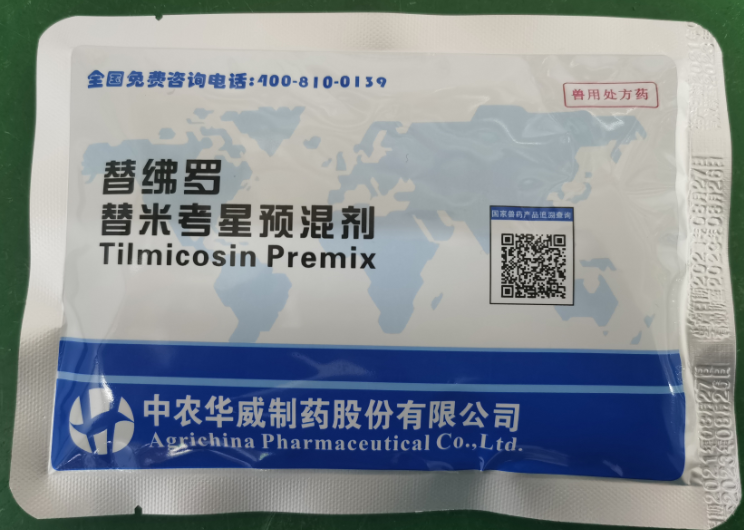 全国免费咨询电话:400-810-0139
兽用处方药
替绋罗
替米考星预混剂
Tilmicosin Premix
国家兽药产品追溯查询
中农华威制药股份有限公司
Agrichina Pharmaceutical Co.,Ltd.